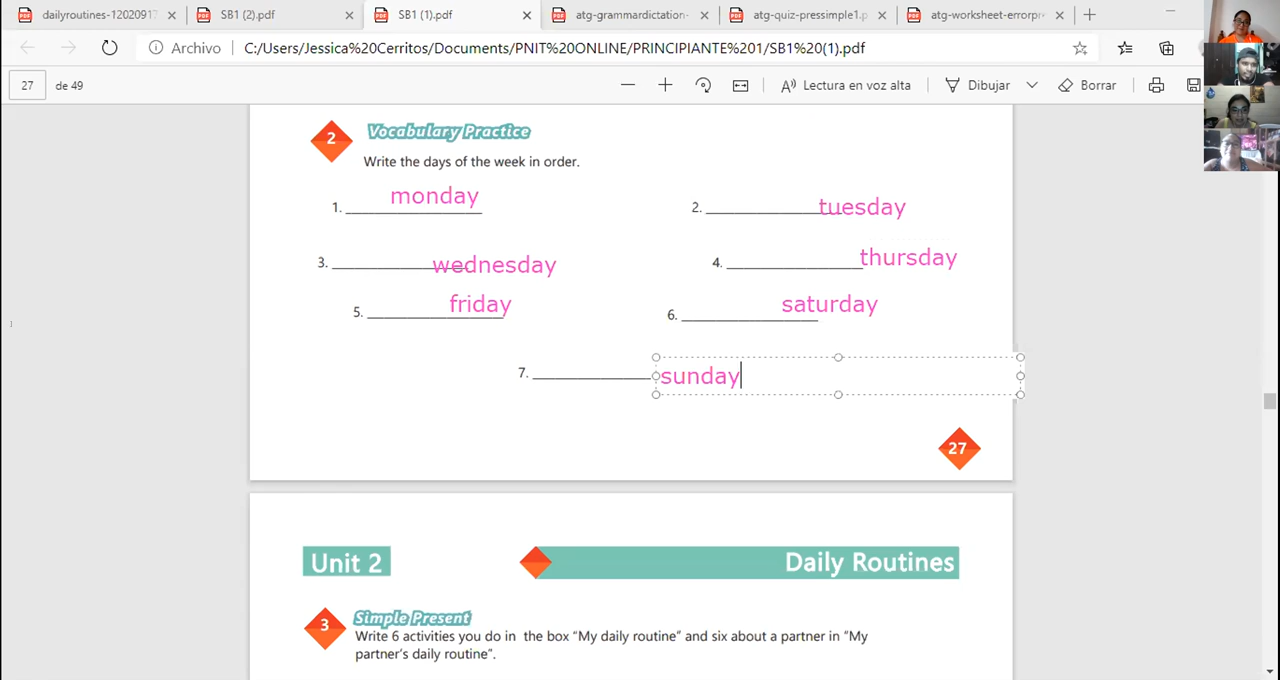 dailyroutines-12020917
SB1 (2).pdf
SB1 (1).pdf
atg-grammardictation-
atg-quiz-pressimple1.p
atg-worksheet-errorpre
Archivo
C:/Users/Jessica%20Cerritos/Documents/PNIT%20ONLINE/PRINCIPIANTE%201/SB1%20(1).pdf
27 de 49
A Lectura en voz alta
Dibujar
Borrar
2 Vocabulary Practice
Write the days of the week in order.
1. monday
2. tuesday
3. wednesday
4. thursday
5. friday
6. saturday
7. sunday
27
Unit 2 Daily Routines
3 Simple Present
Write 6 activities you do in the box “My daily routine” and six about a partner in “My
partner’s daily routine”.